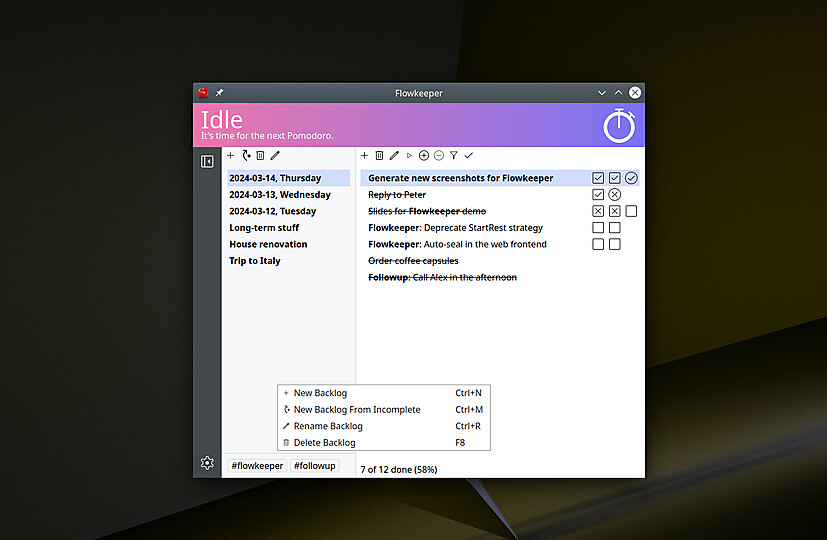 Flowkeeper
Idle
It's time for the next Pomodoro.
2024-03-14, Thursday
2024-03-13, Wednesday
2024-03-12, Tuesday
Long-term stuff
House renovation
Trip to Italy
Generate new screenshots for Flowkeeper
Reply to Peter
Slides for Flowkeeper demo
Flowkeeper: Deprecate StartRest strategy
Flowkeeper: Auto-seal in the web frontend
Order coffee capsules
Followup: Call Alex in the afternoon
New Backlog Ctrl+N
New Backlog From Incomplete Ctrl+M
Rename Backlog Ctrl+R
Delete Backlog F8
#flowkeeper #followup
7 of 12 done (58%)